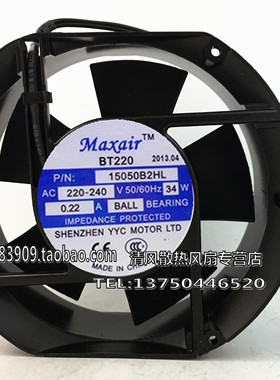 Maxair™
BT220 2013.04
P/N: 15050B2HL
AC 220-240 V 50/60Hz 34 W
0.22 A BALL BEARING
IMPEDANCE PROTECTED
SHENZHEN YYC MOTOR LTD
83909.taobao.com
清风散热风扇专营店
MADE IN CHINA
TEL:13750446520